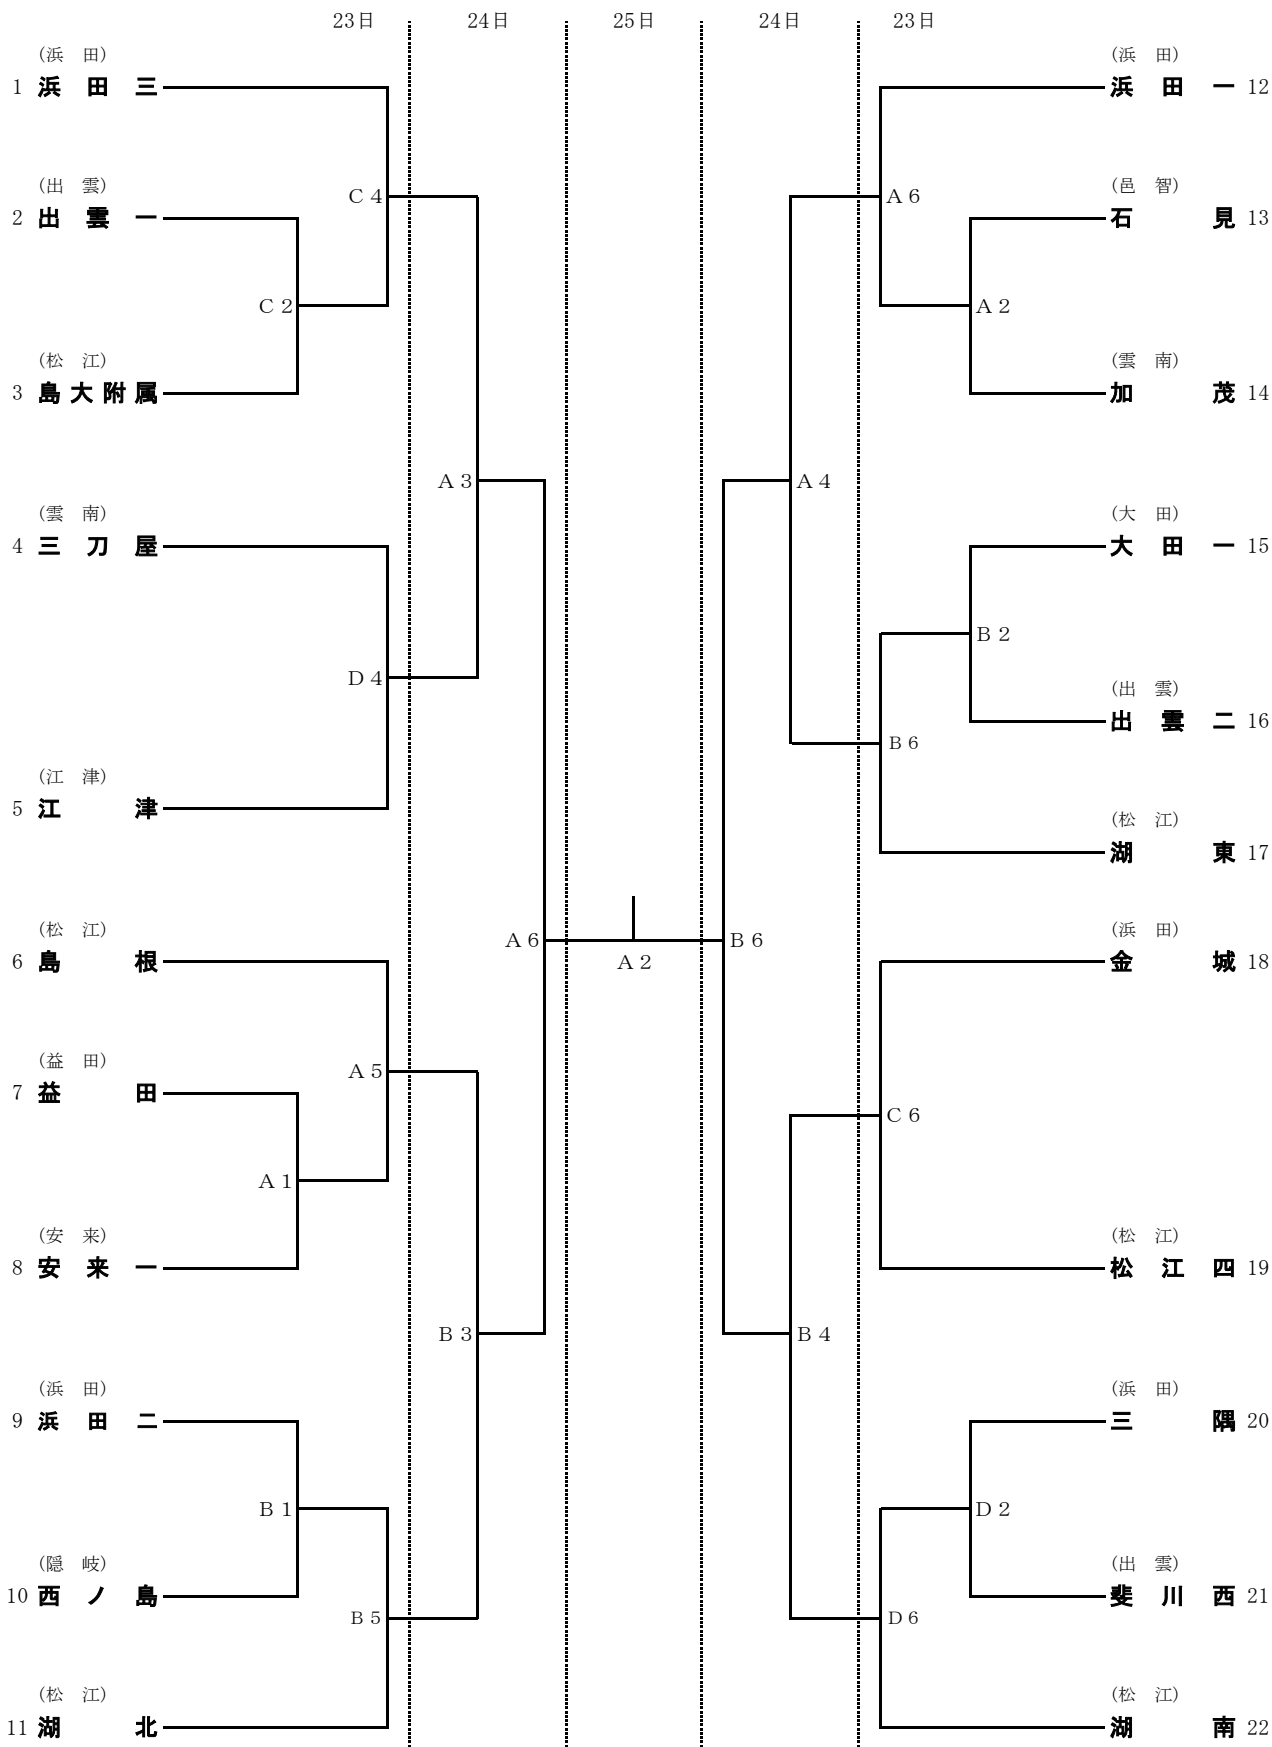 23日 24日 25日 24日 23日
（浜　田）
1 浜田三
（出　雲）
2 出雲一
（松　江）
3 島大附属
（雲　南）
4 三刀屋
（江　津）
5 江津
（松　江）
6 島根
（益　田）
7 益田
（安　来）
8 安来一
（浜　田）
9 浜田二
（隠　岐）
10 西ノ島
（松　江）
11 湖北
C 4
C 2
D 4
A 5
A 1
B 1
B 5
A 3
B 3
A 6
A 2
B 6
A 4
B 4
A 6
A 2
B 2
B 6
C 6
D 2
D 6
（浜　田）
浜田一 12
（邑　智）
石見 13
（雲　南）
加茂 14
（大　田）
大田一 15
（出　雲）
出雲二 16
（松　江）
湖東 17
（浜　田）
金城 18
（松　江）
松江四 19
（浜　田）
三隅 20
（出　雲）
斐川西 21
（松　江）
湖南 22